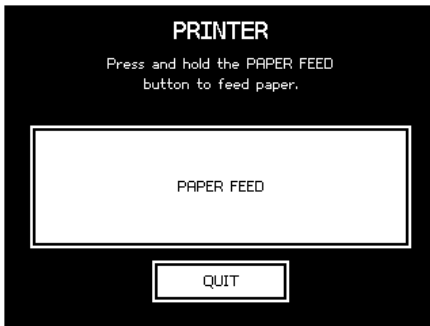 PRINTER
Press and hold the PAPER FEED
button to feed paper.
PAPER FEED
QUIT